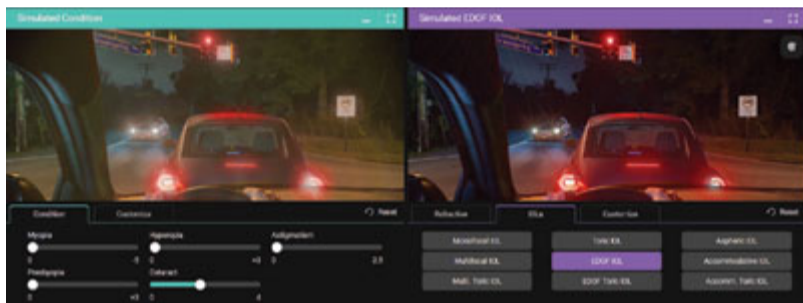 Simulated Condition
Simulated EDOF IOL
Condition
Customize
Reset
Myopia
Hyperopia
Astigmatism
0
-5
0
+3
0
2.5
Presbyopia
Cataract
0
+3
0
4
Refractive
IOLs
Customize
Reset
Monofocal IOL
Toric IOL
Aspheric IOL
Multifocal IOL
EDOF IOL
Accommodative IOL
Multi. Toric IOL
EDOF Toric IOL
Accomm. Toric IOL